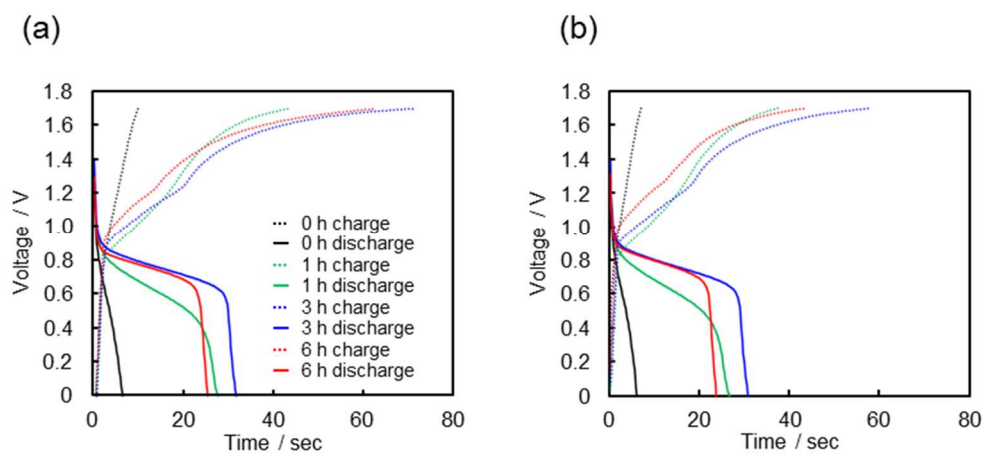 (a)
1.8
1.6
1.4
1.2
1.0
0.8
0.6
0.4
0.2
0
Voltage / V
0 h charge
0 h discharge
1 h charge
1 h discharge
3 h charge
3 h discharge
6 h charge
6 h discharge
0 20 40 60 80
Time / sec
(b)
1.8
1.6
1.4
1.2
1.0
0.8
0.6
0.4
0.2
0
Voltage / V
0 20 40 60 80
Time / sec